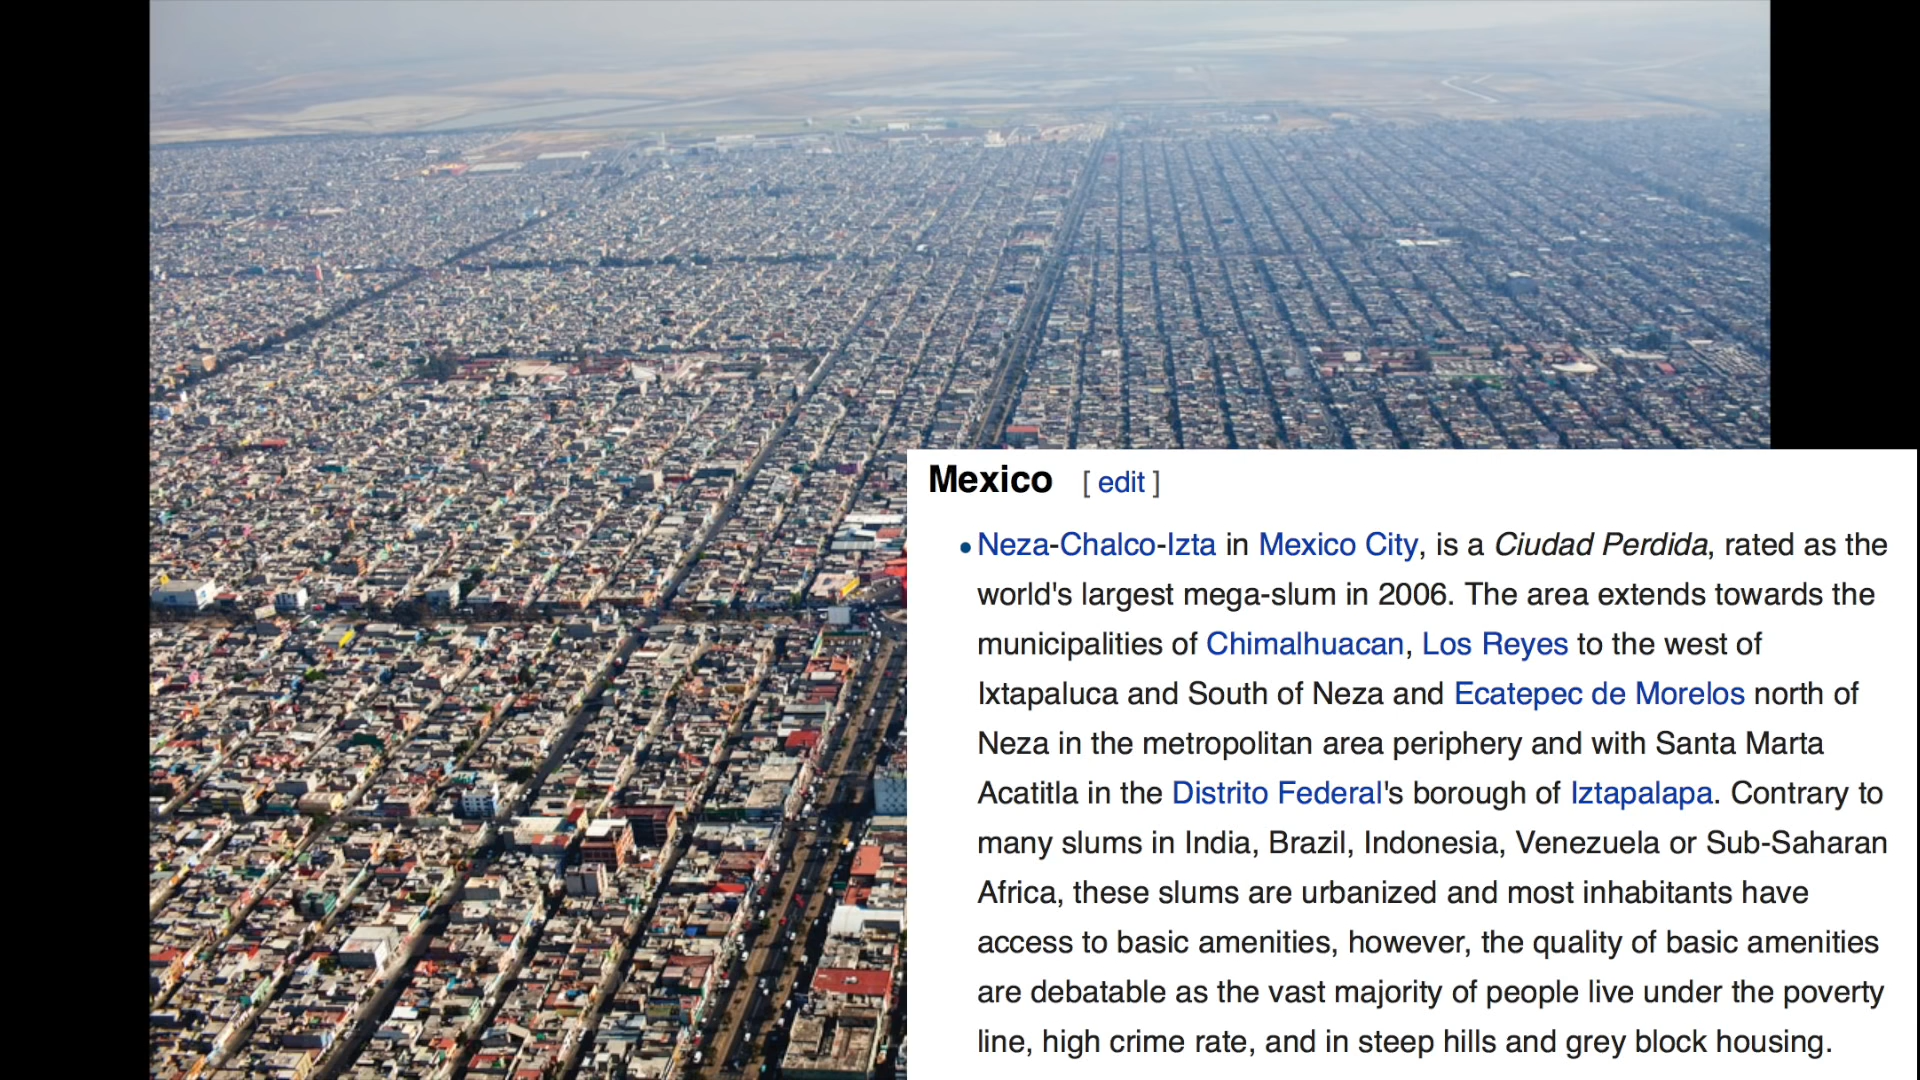 Mexico [ edit ]
• Neza-Chalco-Izta in Mexico City, is a Ciudad Perdida, rated as the
world's largest mega-slum in 2006. The area extends towards the
municipalities of Chimalhuacan, Los Reyes to the west of
Ixtapaluca and South of Neza and Ecatepec de Morelos north of
Neza in the metropolitan area periphery and with Santa Marta
Acatitla in the Distrito Federal's borough of Iztapalapa. Contrary to
many slums in India, Brazil, Indonesia, Venezuela or Sub-Saharan
Africa, these slums are urbanized and most inhabitants have
access to basic amenities, however, the quality of basic amenities
are debatable as the vast majority of people live under the poverty
line, high crime rate, and in steep hills and grey block housing.